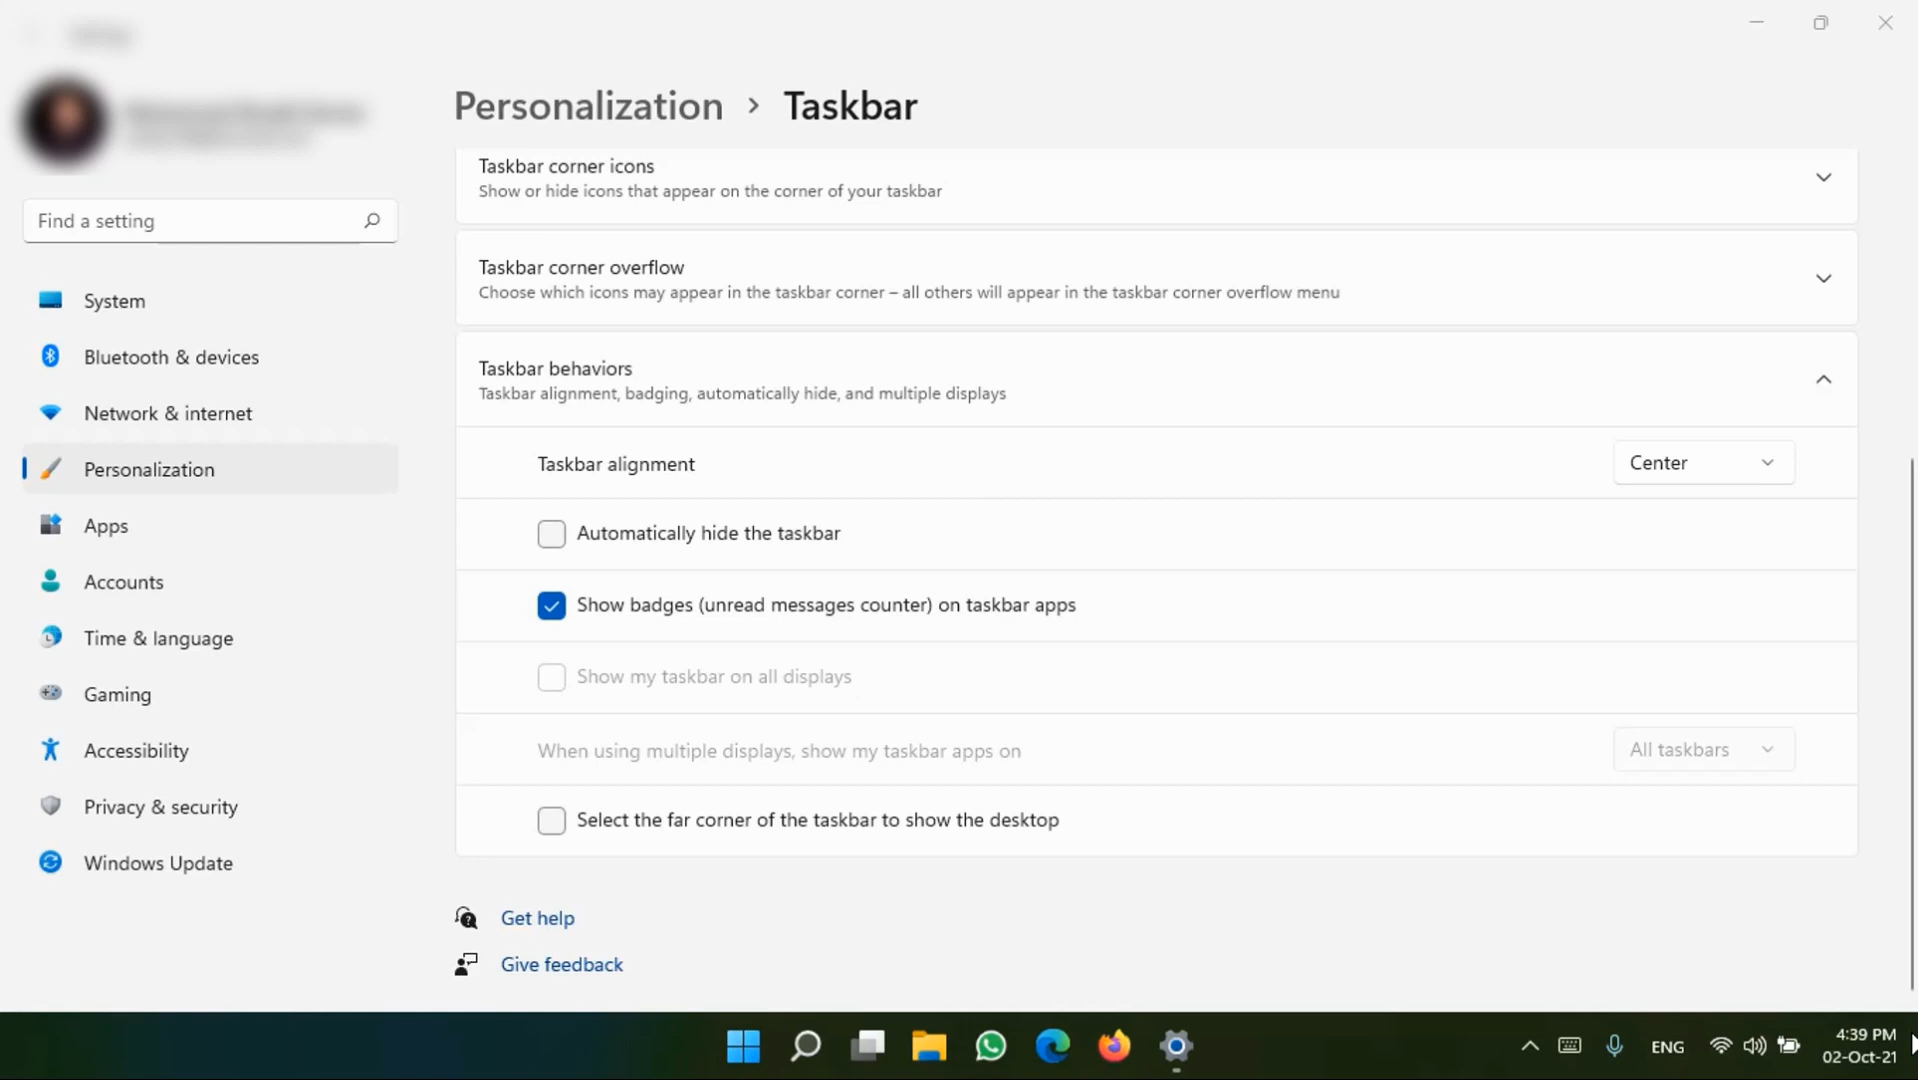 Personalization > Taskbar
Find a setting
System
Bluetooth & devices
Network & internet
Personalization
Apps
Accounts
Time & language
Gaming
Accessibility
Privacy & security
Windows Update
Taskbar corner icons
Show or hide icons that appear on the corner of your taskbar
Taskbar corner overflow
Choose which icons may appear in the taskbar corner – all others will appear in the taskbar corner overflow menu
Taskbar behaviors
Taskbar alignment, badging, automatically hide, and multiple displays
Taskbar alignment
Center
Automatically hide the taskbar
Show badges (unread messages counter) on taskbar apps
Show my taskbar on all displays
When using multiple displays, show my taskbar apps on
All taskbars
Select the far corner of the taskbar to show the desktop
Get help
Give feedback
ENG
4:39 PM
02-Oct-21